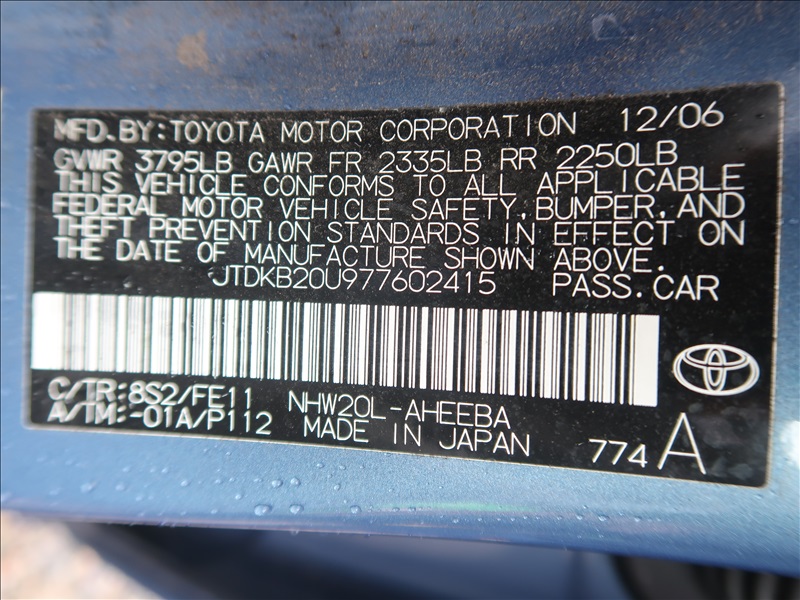 MFD. BY: TOYOTA MOTOR CORPORATION 12/06
GVWR 3795LB GAWR FR 2335LB RR 2250LB
THIS VEHICLE CONFORMS TO ALL APPLICABLE
FEDERAL MOTOR VEHICLE SAFETY, BUMPER, AND
THEFT PREVENTION STANDARDS IN EFFECT ON
THE DATE OF MANUFACTURE SHOWN ABOVE.
JTDKB20U977602415 PASS. CAR
C/TR: 8S2/FE11 NHW20L-AHEEBA
A/TM: -01A/P112 MADE IN JAPAN 774 A